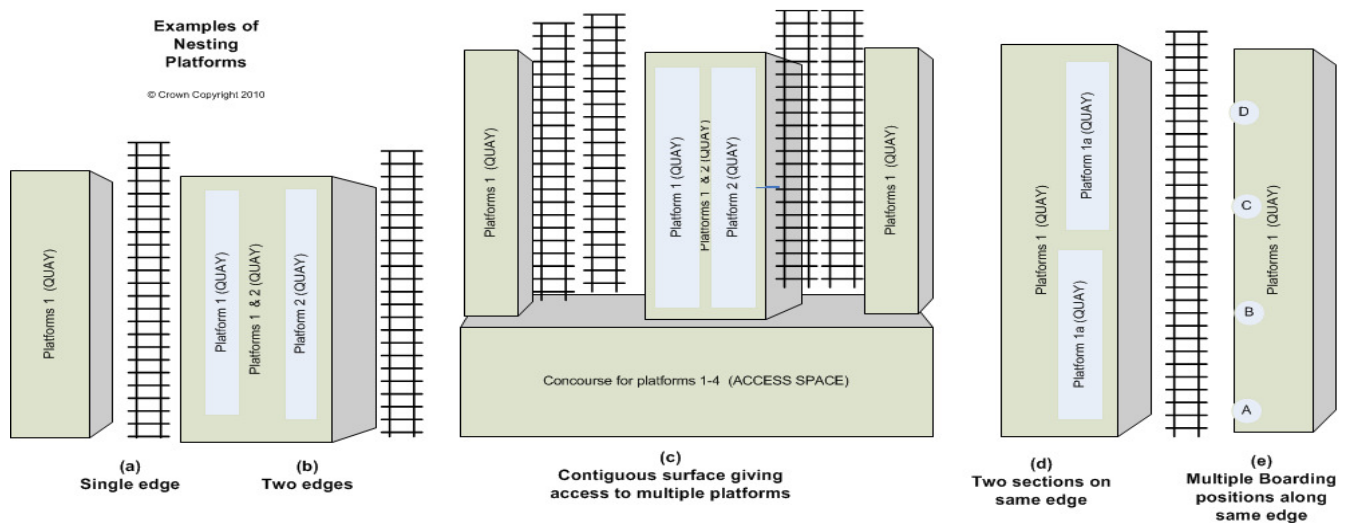 Examples of
Nesting
Platforms
© Crown Copyright 2010
Platforms 1 (QUAY)
Platform 1 (QUAY)
Platforms 1 & 2 (QUAY)
Platform 2 (QUAY)
Platforms 1 (QUAY)
Platform 1 (QUAY)
Platforms 1 & 2 (QUAY)
Platform 2 (QUAY)
Platforms 1 (QUAY)
Concourse for platforms 1-4 (ACCESS SPACE)
Platforms 1 (QUAY)
Platform 1a (QUAY)
Platform 1a (QUAY)
D
C
B
A
Platforms 1 (QUAY)
(a)
Single edge
(b)
Two edges
(c)
Contiguous surface giving
access to multiple platforms
(d)
Two sections on
same edge
(e)
Multiple Boarding
positions along
same edge